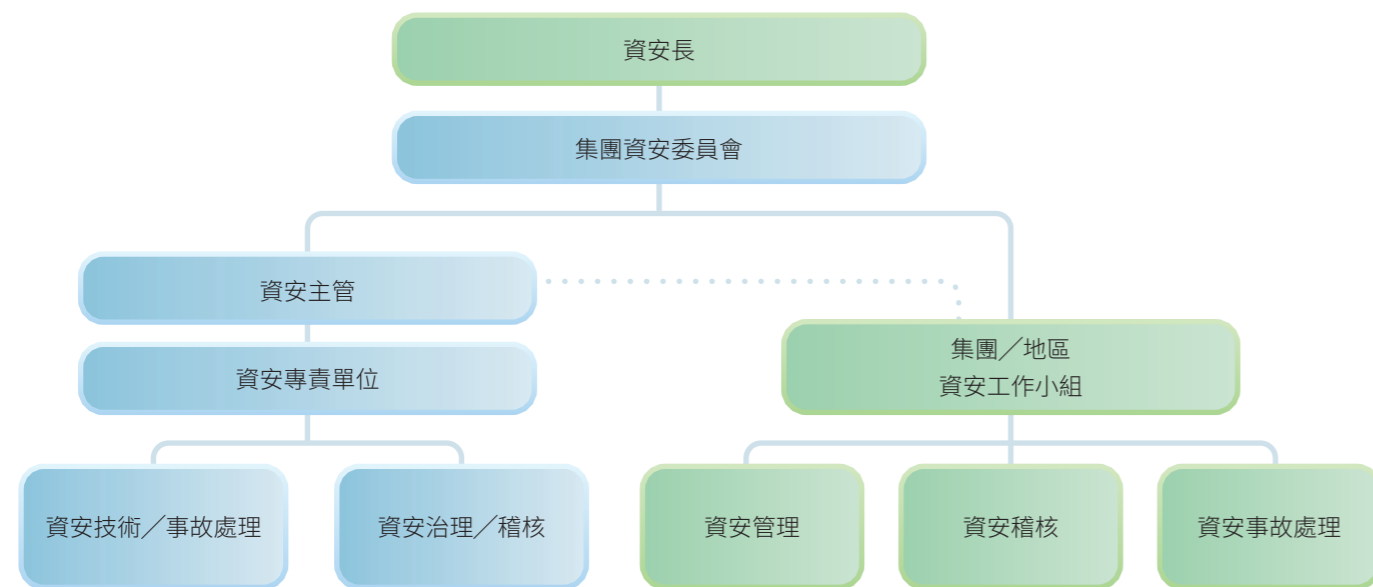 資安長
集團資安委員會
資安主管
資安專責單位
集團／地區
資安工作小組
資安技術／事故處理
資安治理／稽核
資安管理
資安稽核
資安事故處理